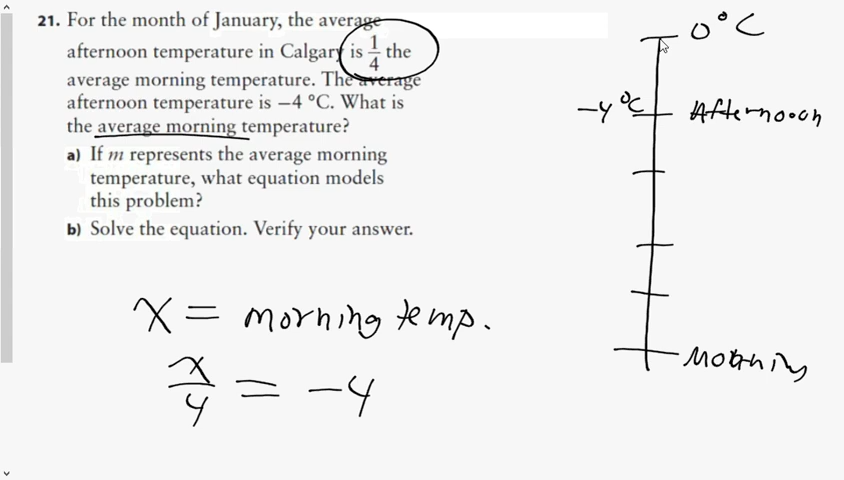 21. For the month of January, the average
afternoon temperature in Calgary is 1/4 the
average morning temperature. The average
afternoon temperature is −4 °C. What is
the average morning temperature?
a) If m represents the average morning
temperature, what equation models
this problem?
b) Solve the equation. Verify your answer.
x = morning temp.
x/4 = −4
0°C
−4°C Afternoon
Morning